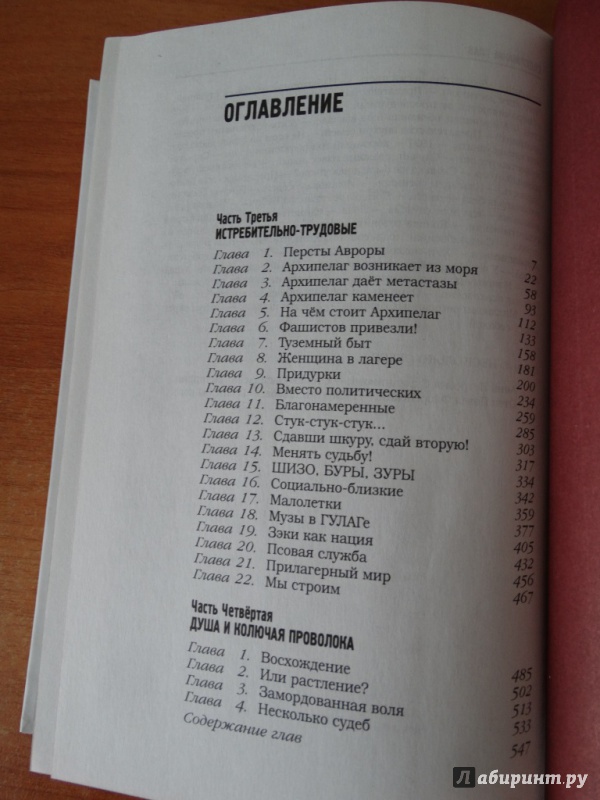 ОГЛАВЛЕНИЕ
Часть Третья
ИСТРЕБИТЕЛЬНО-ТРУДОВЫЕ
Глава 1. Персты Авроры 7
Глава 2. Архипелаг возникает из моря 22
Глава 3. Архипелаг даёт метастазы 58
Глава 4. Архипелаг каменеет 93
Глава 5. На чём стоит Архипелаг 112
Глава 6. Фашистов привезли! 133
Глава 7. Туземный быт 158
Глава 8. Женщина в лагере 181
Глава 9. Придурки 200
Глава 10. Вместо политических 234
Глава 11. Благонамеренные 259
Глава 12. Стук-стук-стук... 285
Глава 13. Сдавши шкуру, сдай вторую! 303
Глава 14. Менять судьбу! 317
Глава 15. ШИЗО, БУРЫ, ЗУРЫ 334
Глава 16. Социально-близкие 342
Глава 17. Малолетки 359
Глава 18. Музы в ГУЛАГе 377
Глава 19. Зэки как нация 405
Глава 20. Псовая служба 432
Глава 21. Прилагерный мир 456
Глава 22. Мы строим 467
Часть Четвёртая
ДУША И КОЛЮЧАЯ ПРОВОЛОКА
Глава 1. Восхождение 485
Глава 2. Или растление? 502
Глава 3. Замордованная воля 513
Глава 4. Несколько судеб 533
Содержание глав 547
Лабиринт.ру